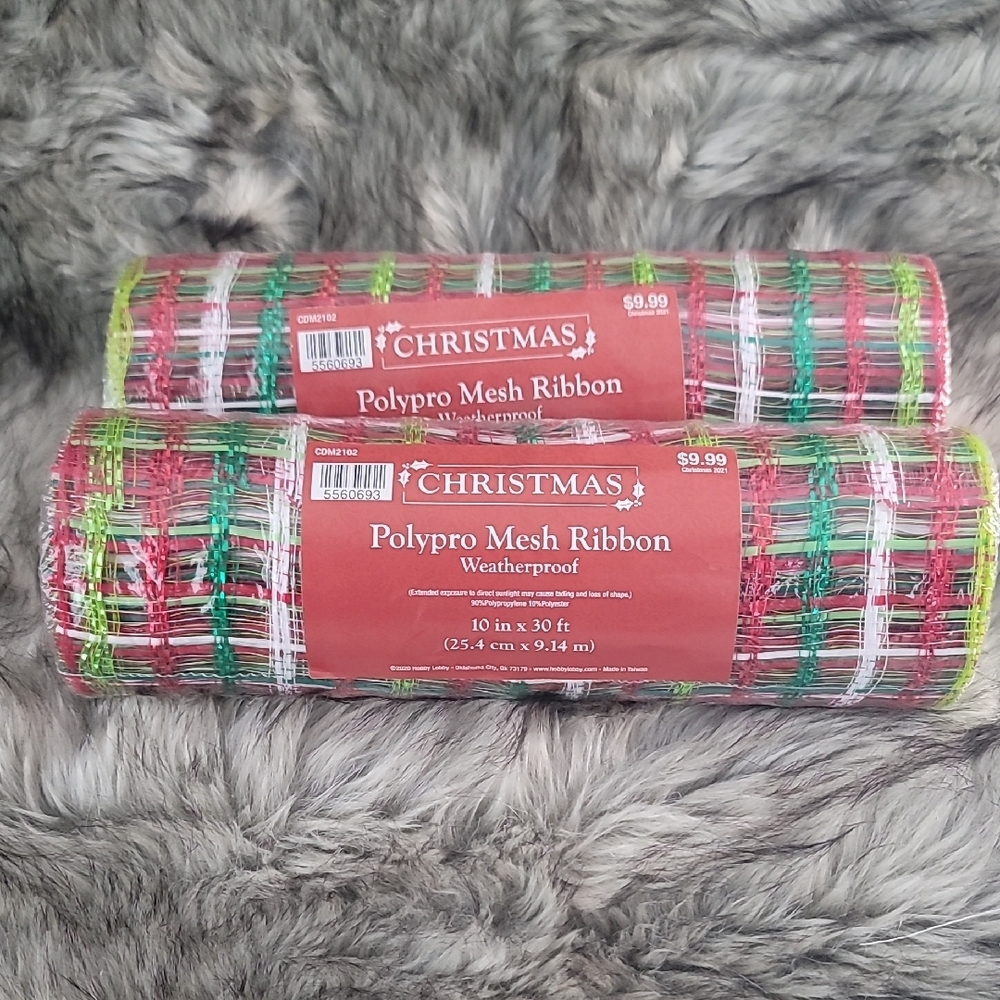 CDM2102
$9.99
Christmas 2021
5560693
CHRISTMAS
Polypro Mesh Ribbon
Weatherproof
CDM2102
$9.99
Christmas 2021
5560693
CHRISTMAS
Polypro Mesh Ribbon
Weatherproof
(Extended exposure to direct sunlight may cause fading and loss of shape.)
90%Polypropylene 10%Polyester
10 in x 30 ft
(25.4 cm x 9.14 m)
©2020 Hobby Lobby • Oklahoma City, Ok 73179 • www.hobbylobby.com • Made in Taiwan